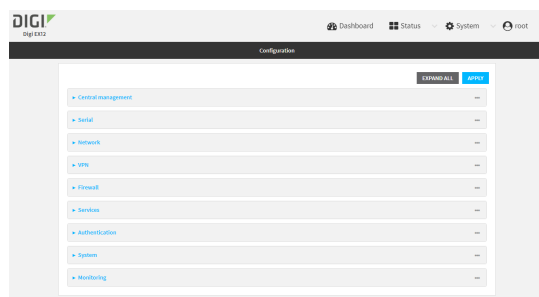 DIGI
Digi EX12
Dashboard Status System root
Configuration
EXPAND ALL APPLY
Central management
Serial
Network
VPN
Firewall
Services
Authentication
System
Monitoring